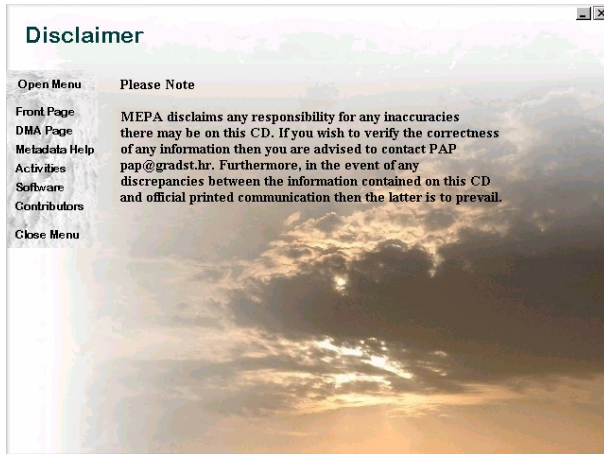 Disclaimer
Open Menu
Front Page
DMA Page
Metadata Help
Activities
Software
Contributors
Close Menu
Please Note
MEPA disclaims any responsibility for any inaccuracies
there may be on this CD. If you wish to verify the correctness
of any information then you are advised to contact PAP
pap@gradst.hr. Furthermore, in the event of any
discrepancies between the information contained on this CD
and official printed communication then the latter is to prevail.